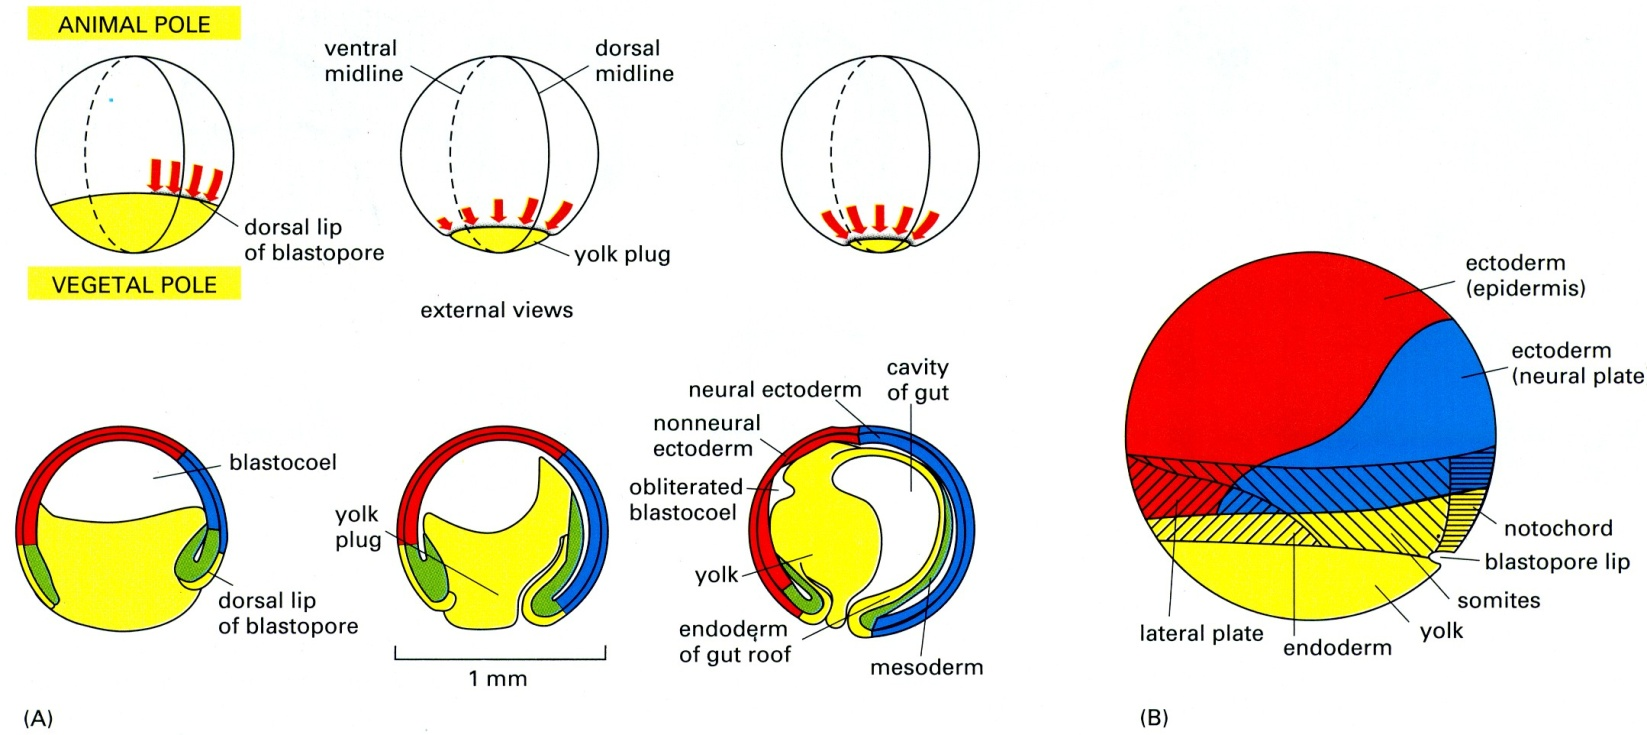 ANIMAL POLE
ventral
midline
dorsal
midline
dorsal lip
of blastopore
yolk plug
VEGETAL POLE
external views
blastocoel
dorsal lip
of blastopore
yolk
plug
1 mm
neural ectoderm
cavity
of gut
nonneural
ectoderm
obliterated
blastocoel
yolk
endoderm
of gut roof
mesoderm
(A)
ectoderm
(epidermis)
ectoderm
(neural plate
notochord
blastopore lip
somites
yolk
endoderm
lateral plate
(B)